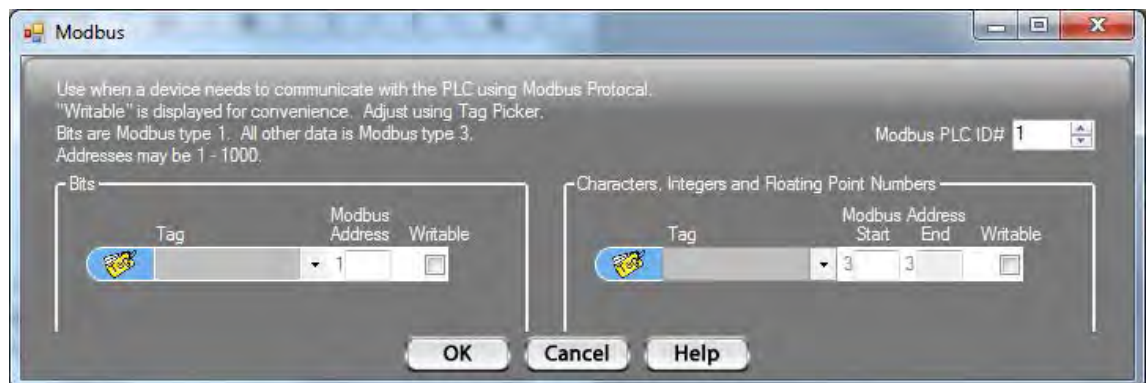 Modbus
Use when a device needs to communicate with the PLC using Modbus Protocal.
"Writable" is displayed for convenience. Adjust using Tag Picker.
Bits are Modbus type 1. All other data is Modbus type 3.
Addresses may be 1 - 1000.
Modbus PLC ID# 1
Bits
Tag Modbus Address Writable
1
Characters, Integers and Floating Point Numbers
Modbus Address
Tag Start End Writable
3 3
OK Cancel Help